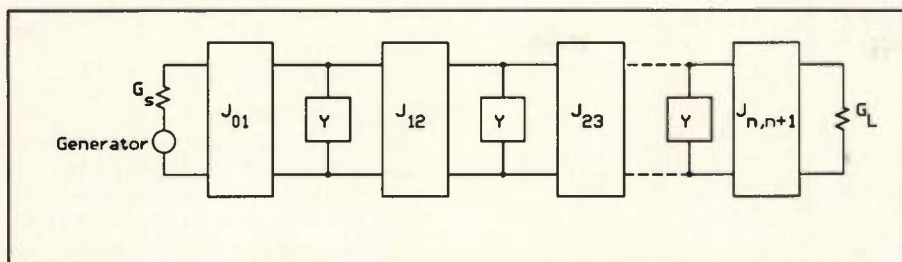 G_s
Generator
J_01
Y
J_12
Y
J_23
Y
J_n,n+1
G_L